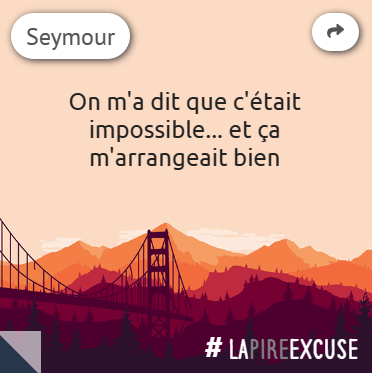 Seymour
On m'a dit que c'était
impossible... et ça
m'arrangeait bien
# LAPIREEXCUSE